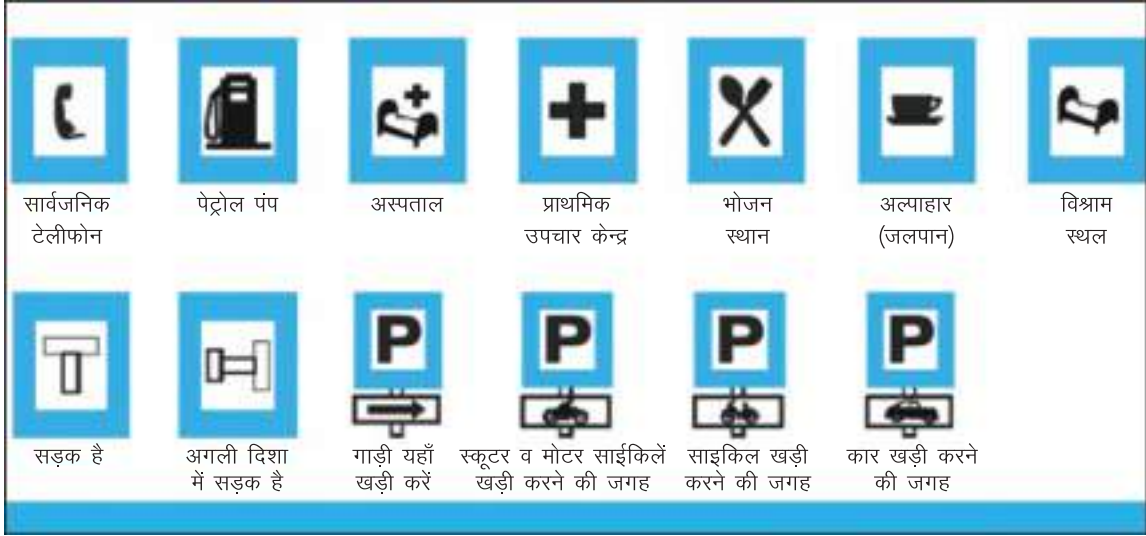 सार्वजनिक
टेलीफोन
पेट्रोल पंप
अस्पताल
प्राथमिक
उपचार केन्द्र
भोजन
स्थान
अल्पाहार
(जलपान)
विश्राम
स्थल
P
P
P
P
सड़क है
अगली दिशा
में सड़क है
गाड़ी यहाँ
खड़ी करें
स्कूटर व मोटर साईकिलें
खड़ी करने की जगह
साइकिल खड़ी
करने की जगह
कार खड़ी करने
की जगह